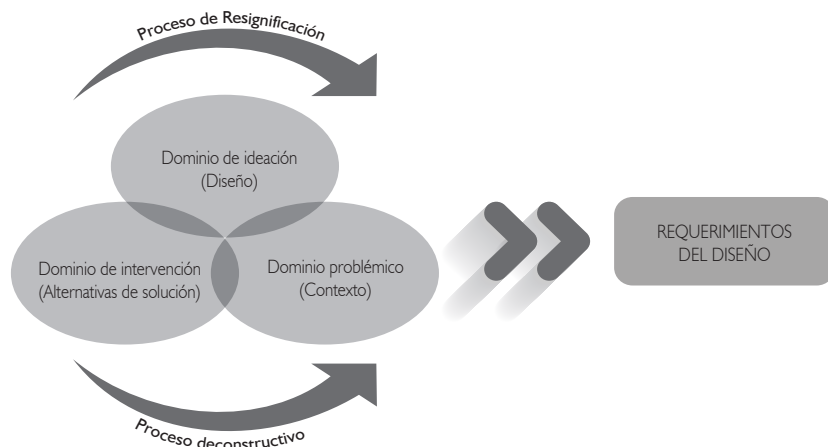 Proceso de Resignificación
Dominio de ideación
(Diseño)
Dominio de intervención
(Alternativas de solución)
Dominio problémico
(Contexto)
REQUERIMIENTOS
DEL DISEÑO
Proceso deconstructivo